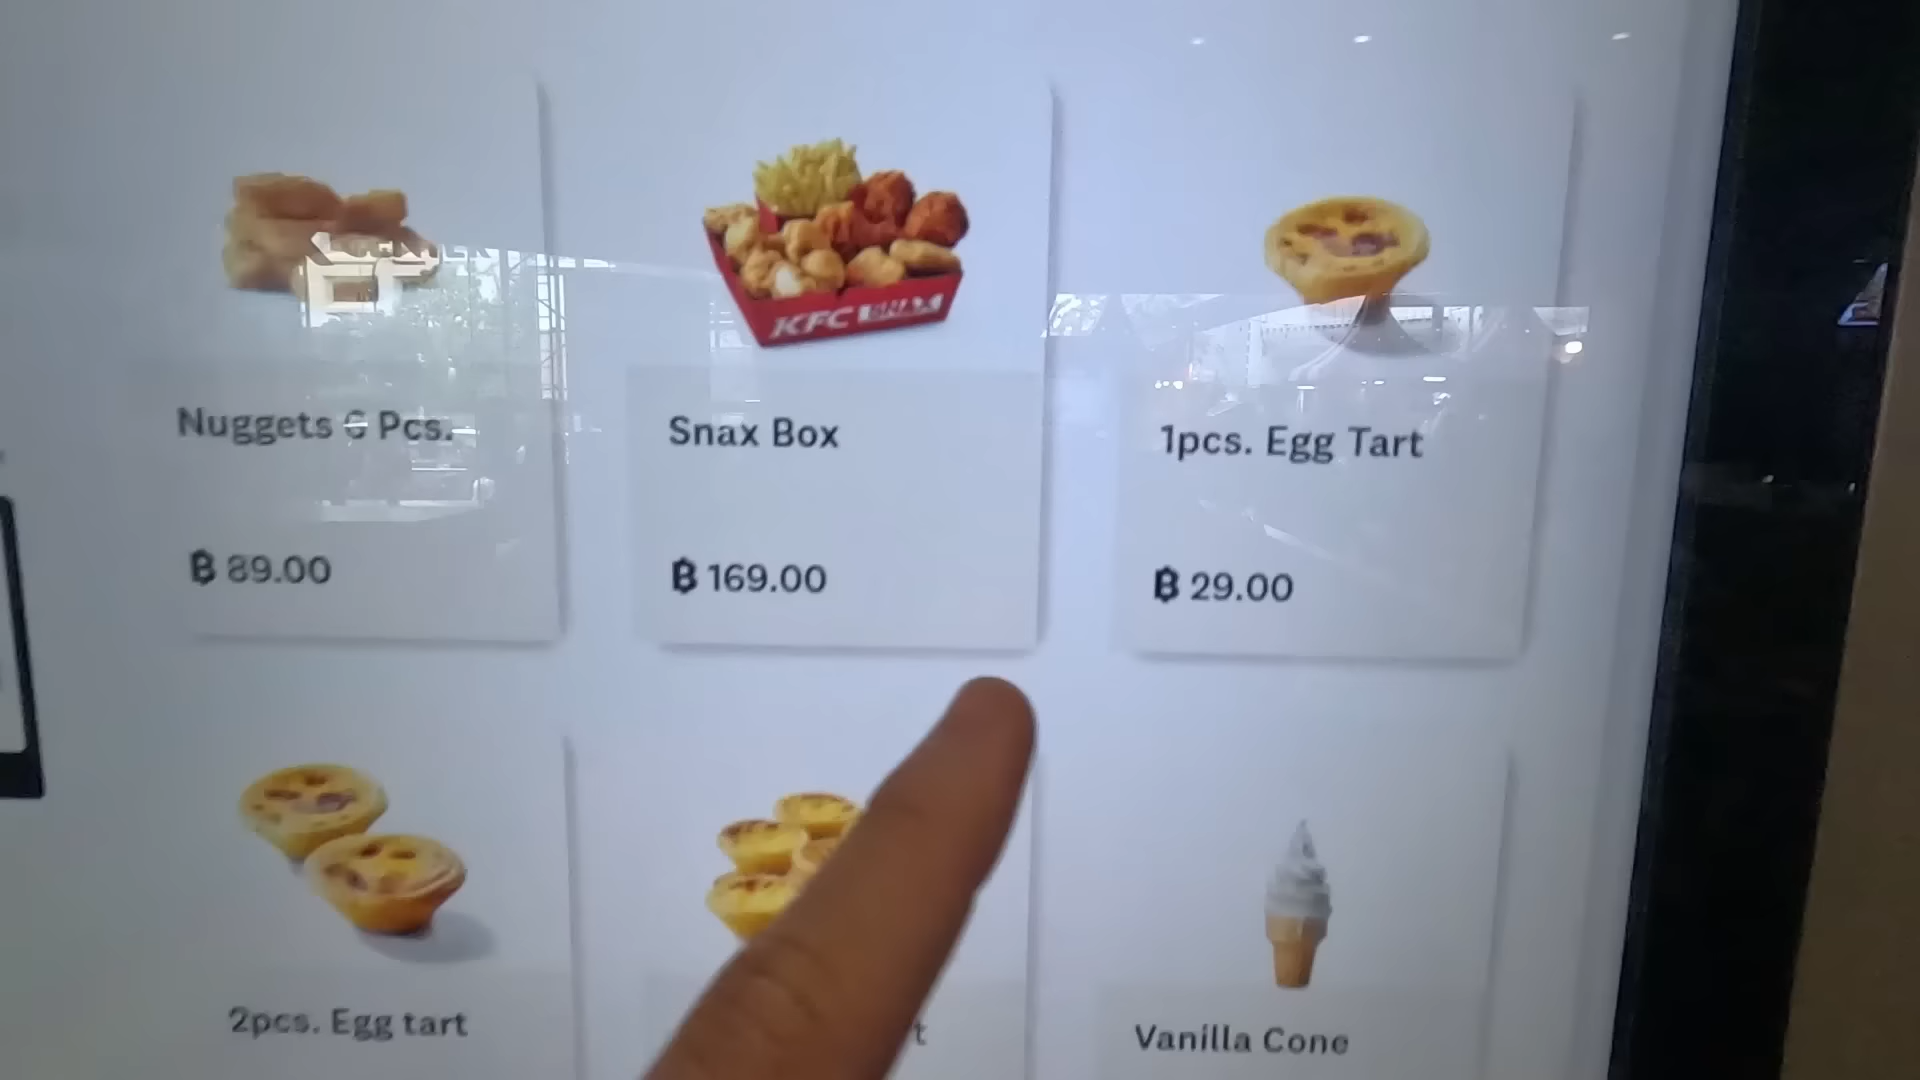 KFC SNAX
Nuggets 6 Pcs.
Snax Box
1pcs. Egg Tart
฿ 89.00
฿ 169.00
฿ 29.00
2pcs. Egg tart
t
Vanilla Cone